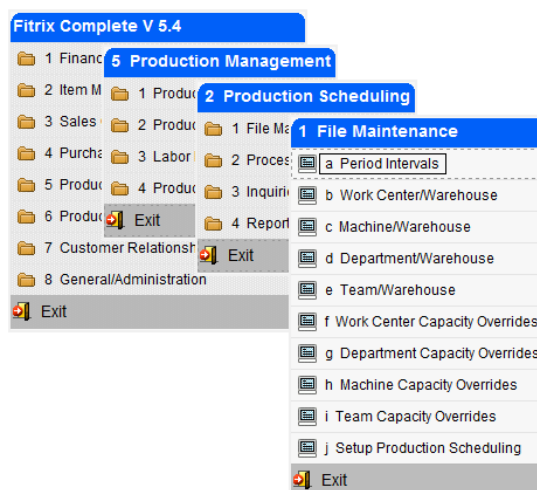 Fitrix Complete V 5.4
1 Financ
2 Item M
3 Sales
4 Purcha
5 Produc
6 Produc
7 Customer Relationsh
8 General/Administration
Exit
5 Production Management
1 Produc
2 Produc
3 Labor
4 Produc
Exit
2 Production Scheduling
1 File Ma
2 Proces
3 Inquiri
4 Report
Exit
1 File Maintenance
a Period Intervals
b Work Center/Warehouse
c Machine/Warehouse
d Department/Warehouse
e Team/Warehouse
f Work Center Capacity Overrides
g Department Capacity Overrides
h Machine Capacity Overrides
i Team Capacity Overrides
j Setup Production Scheduling
Exit